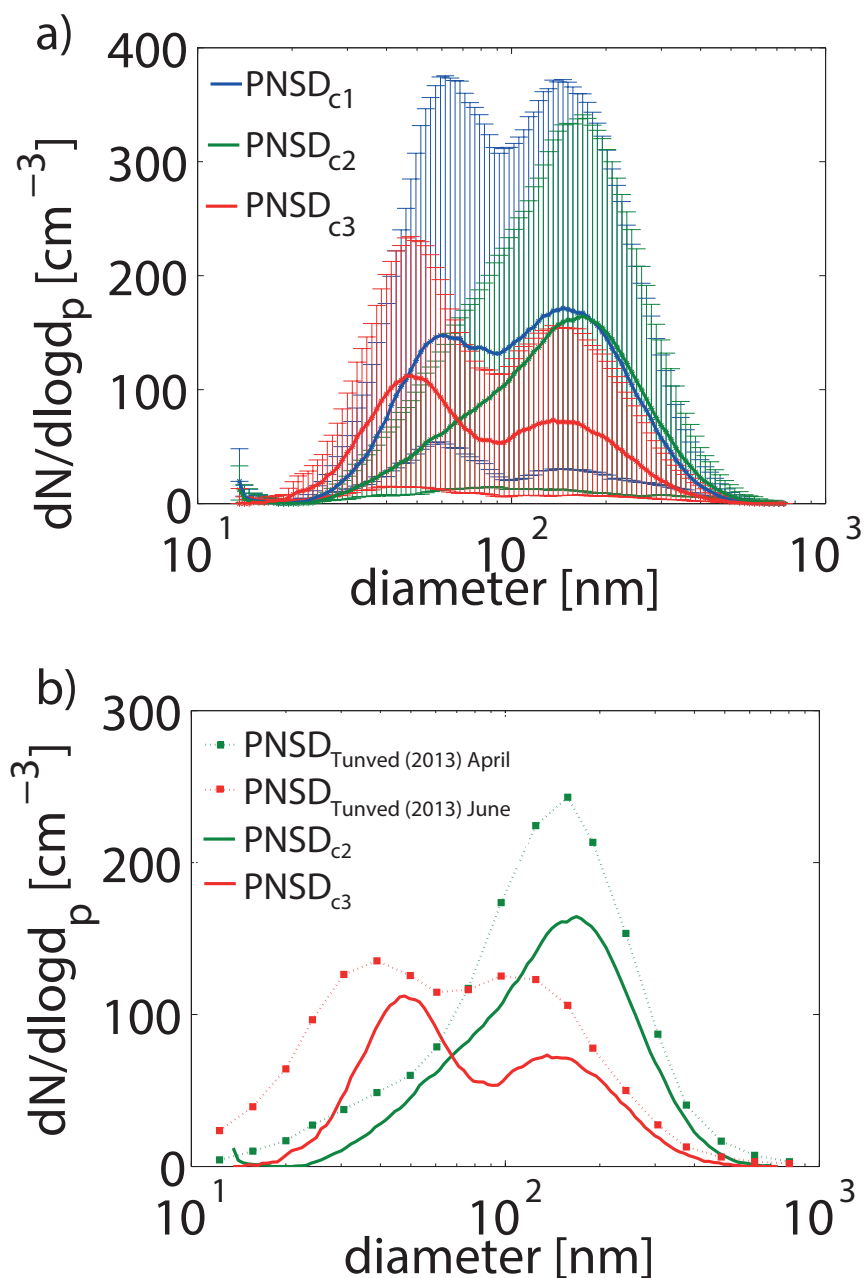 a)
400
300
200
100
0
dN/dlogd_p [cm^−3]
PNSD_c1
PNSD_c2
PNSD_c3
10^1
10^2
10^3
diameter [nm]
b)
300
200
100
0
dN/dlogd_p [cm^−3]
PNSD_Tunved (2013) April
PNSD_Tunved (2013) June
PNSD_c2
PNSD_c3
10^1
10^2
10^3
diameter [nm]